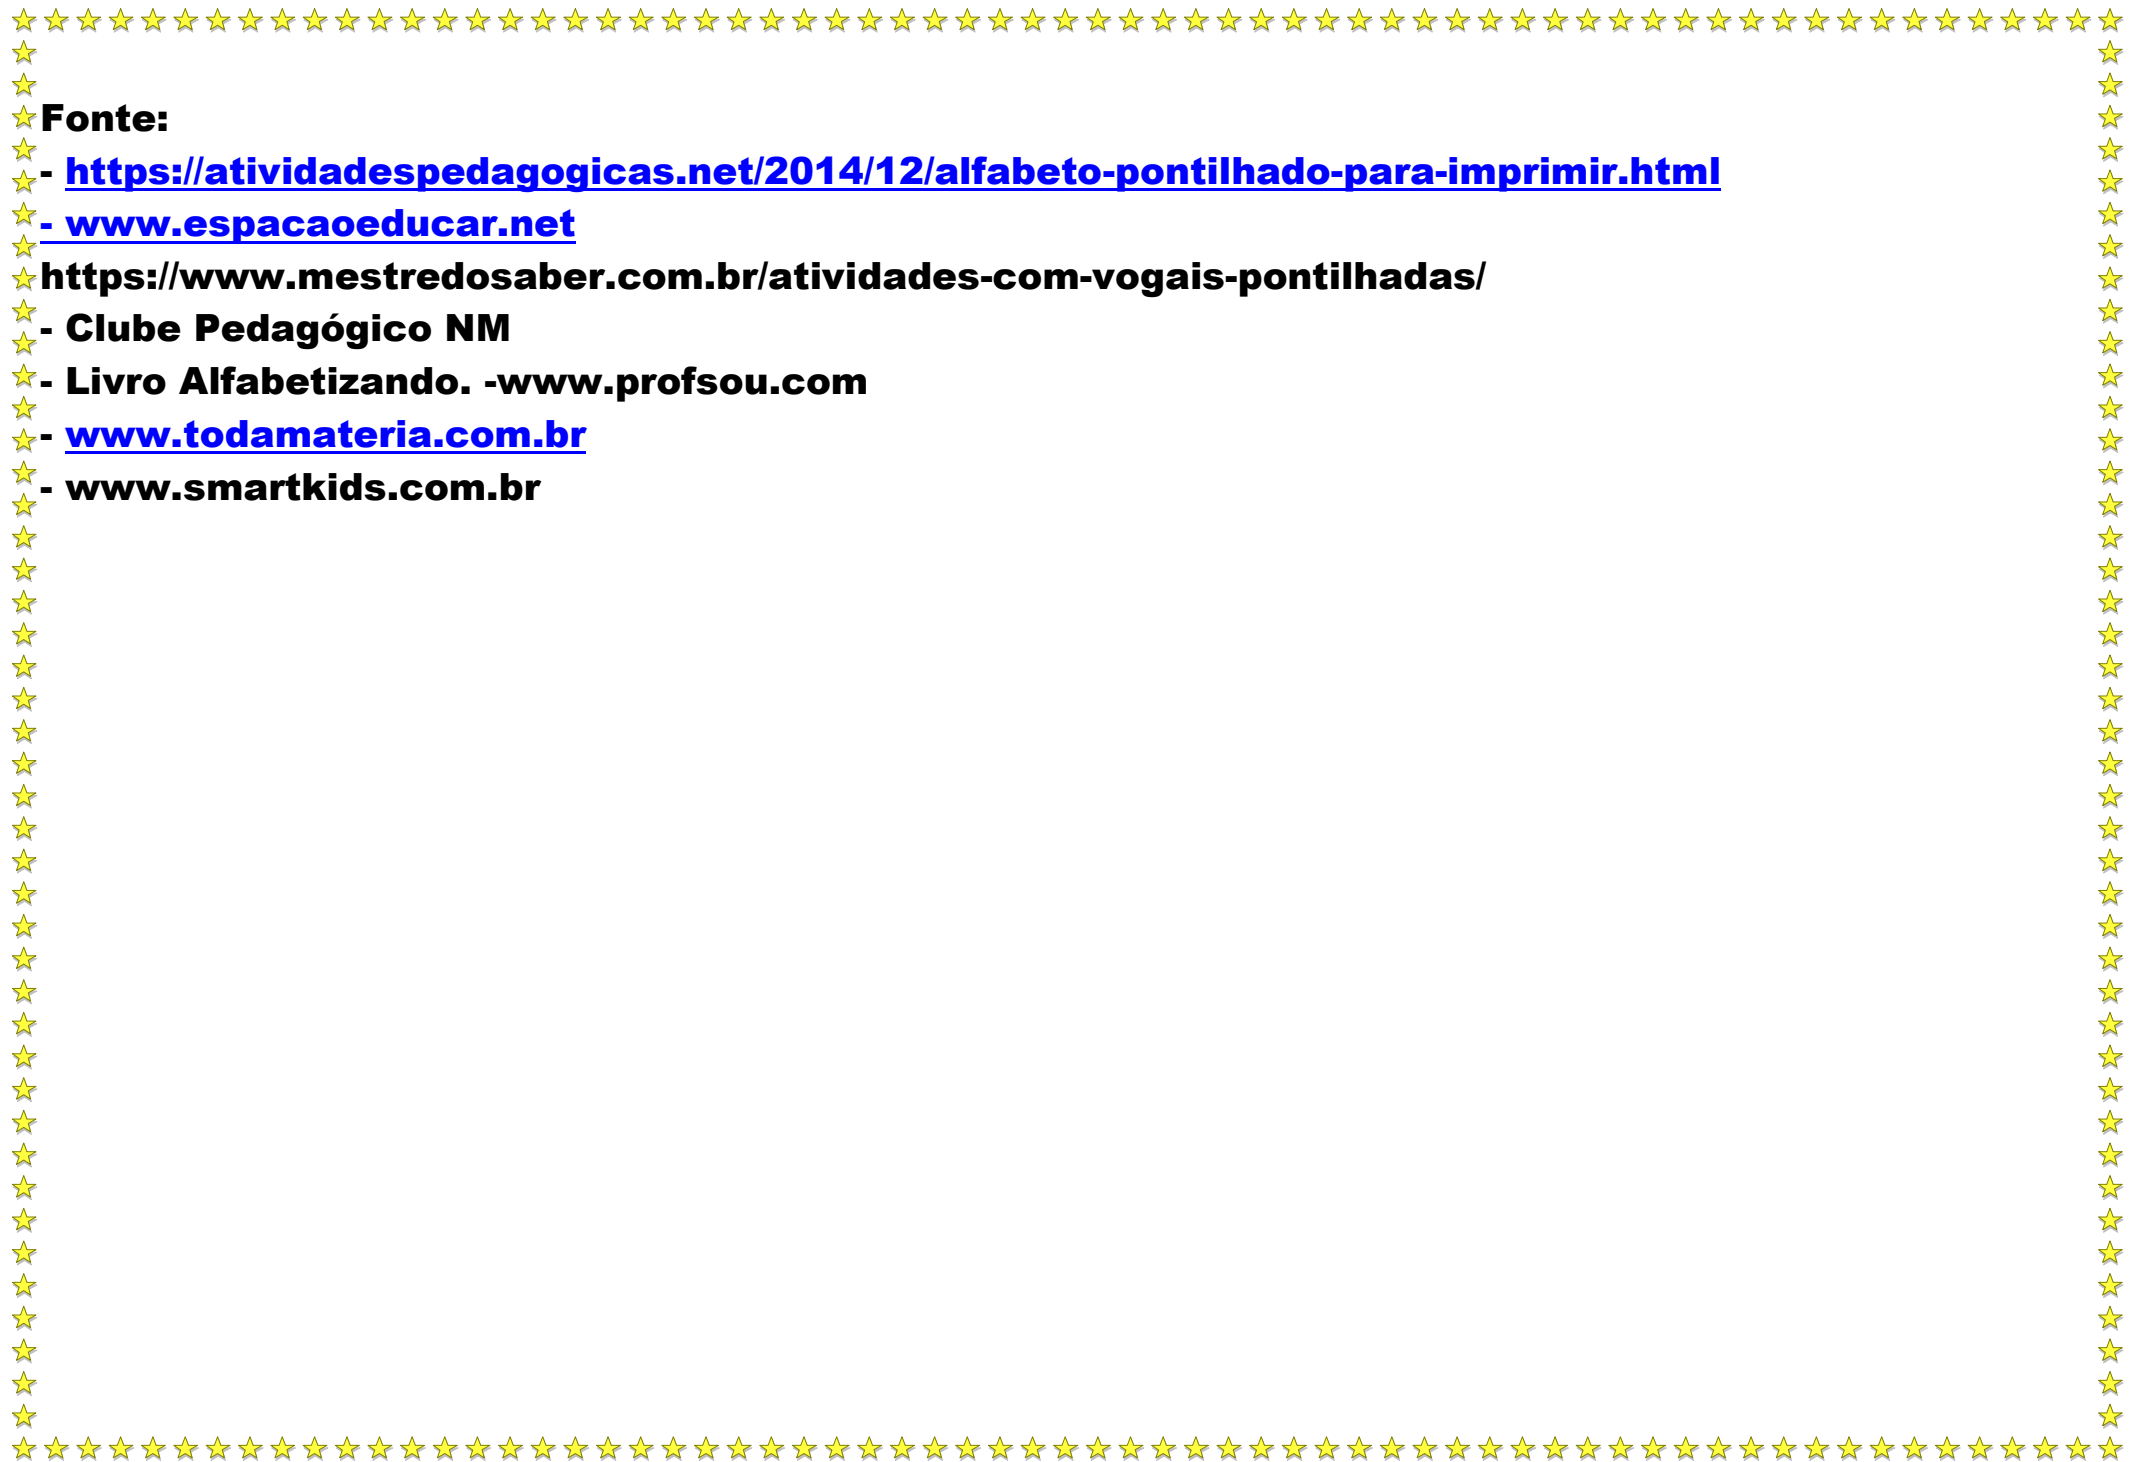 Fonte:
- https://atividadespedagogicas.net/2014/12/alfabeto-pontilhado-para-imprimir.html
- www.espacaoeducar.net
https://www.mestredosaber.com.br/atividades-com-vogais-pontilhadas/
- Clube Pedagógico NM
- Livro Alfabetizando. -www.profsou.com
- www.todamateria.com.br
- www.smartkids.com.br